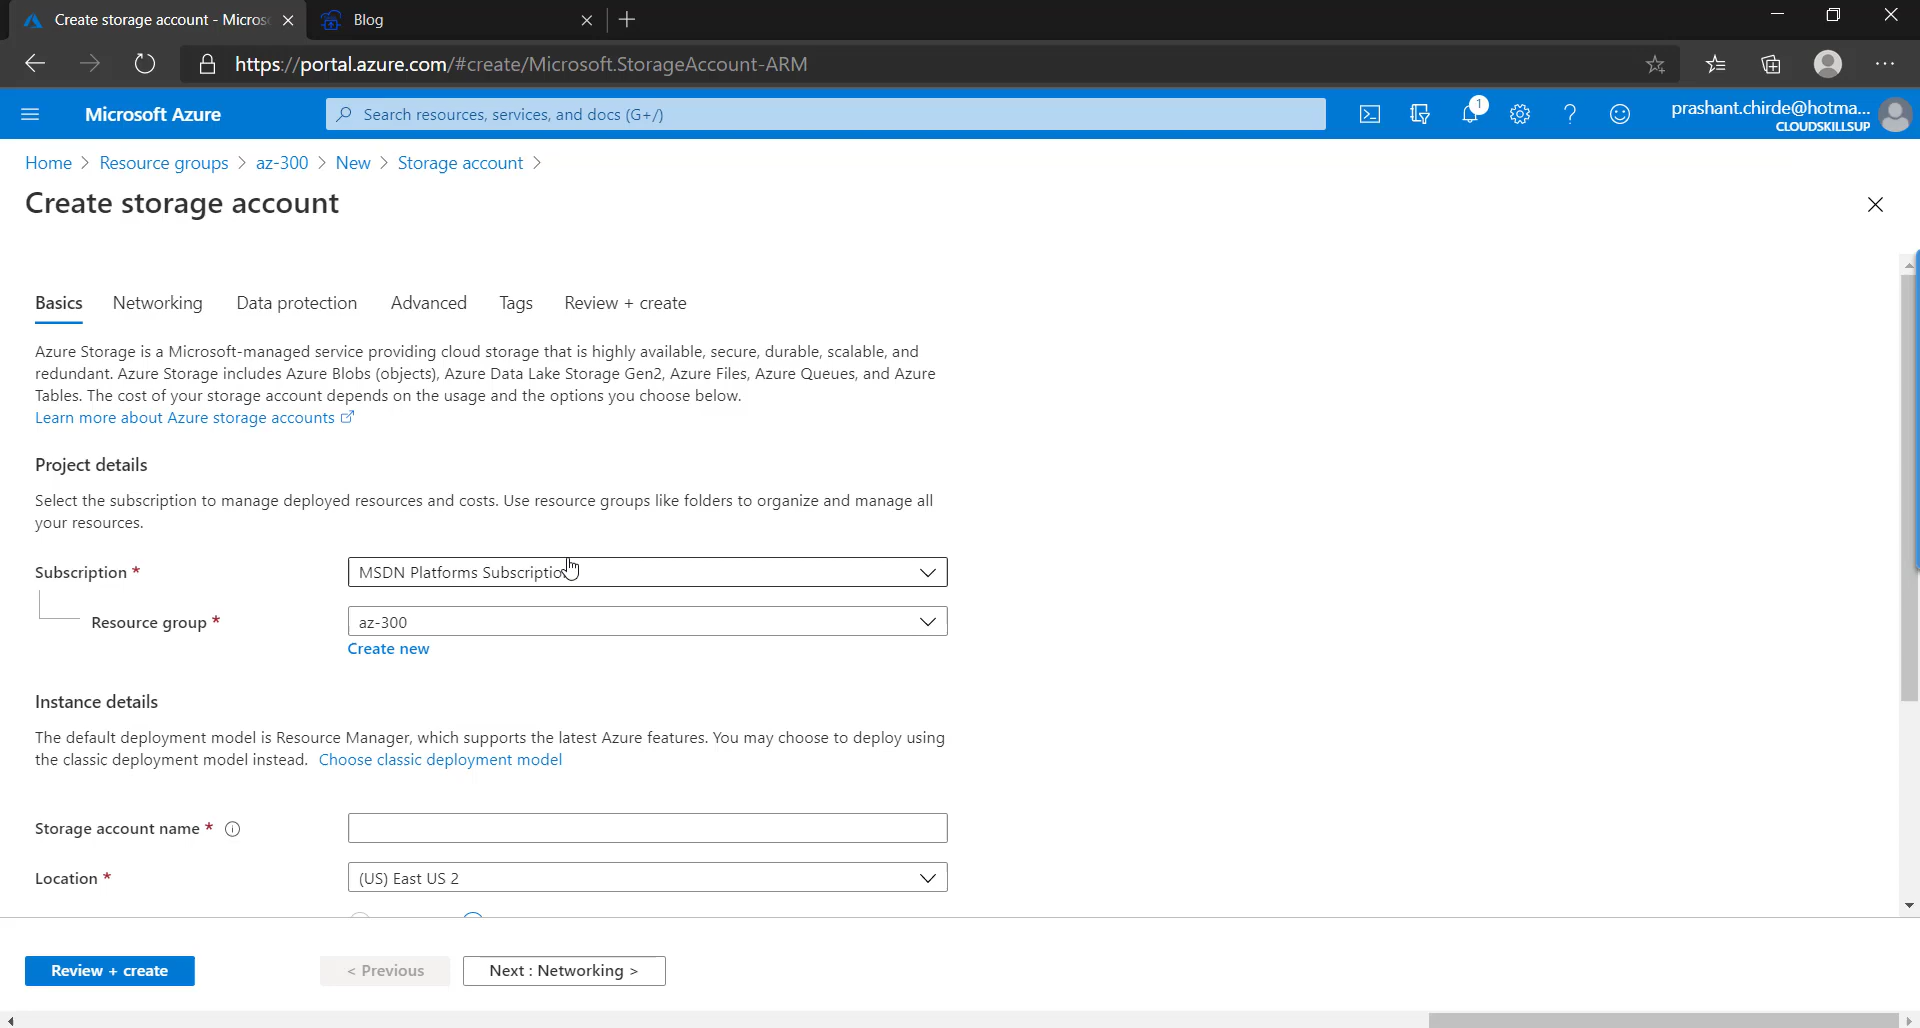 Create storage account - Micros
Blog
https://portal.azure.com/#create/Microsoft.StorageAccount-ARM
Microsoft Azure
Search resources, services, and docs (G+/)
1
prashant.chirde@hotma...
CLOUDSKILLSUP
Home > Resource groups > az-300 > New > Storage account >
Create storage account
Basics Networking Data protection Advanced Tags Review + create
Azure Storage is a Microsoft-managed service providing cloud storage that is highly available, secure, durable, scalable, and
redundant. Azure Storage includes Azure Blobs (objects), Azure Data Lake Storage Gen2, Azure Files, Azure Queues, and Azure
Tables. The cost of your storage account depends on the usage and the options you choose below.
Learn more about Azure storage accounts
Project details
Select the subscription to manage deployed resources and costs. Use resource groups like folders to organize and manage all
your resources.
Subscription *
MSDN Platforms Subscription
Resource group *
az-300
Create new
Instance details
The default deployment model is Resource Manager, which supports the latest Azure features. You may choose to deploy using
the classic deployment model instead. Choose classic deployment model
Storage account name *
Location *
(US) East US 2
Review + create
< Previous
Next : Networking >